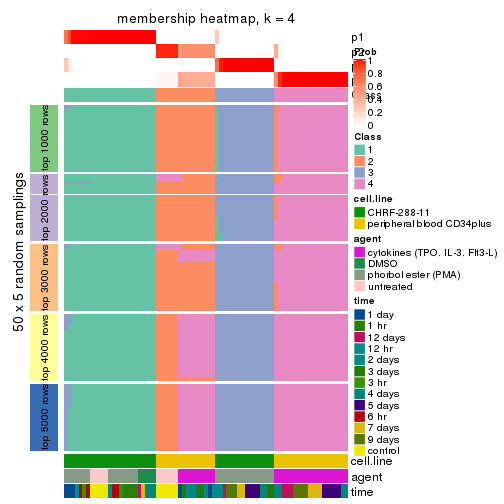 membership heatmap, k = 4
p1
p2
Prob
1
0.8
0.6
0.4
0.2
0
Class
1
2
3
4
cell.line
CHRF-288-11
peripheral blood CD34plus
agent
cytokines (TPO, IL-3, Flt3-L)
DMSO
phorbol ester (PMA)
untreated
time
1 day
1 hr
12 days
12 hr
2 days
3 days
3 hr
4 days
5 days
6 hr
7 days
9 days
control
50 x 5 random samplings
top 1000 rows
top 2000 rows
top 3000 rows
top 4000 rows
top 5000 rows
cell.line
agent
time